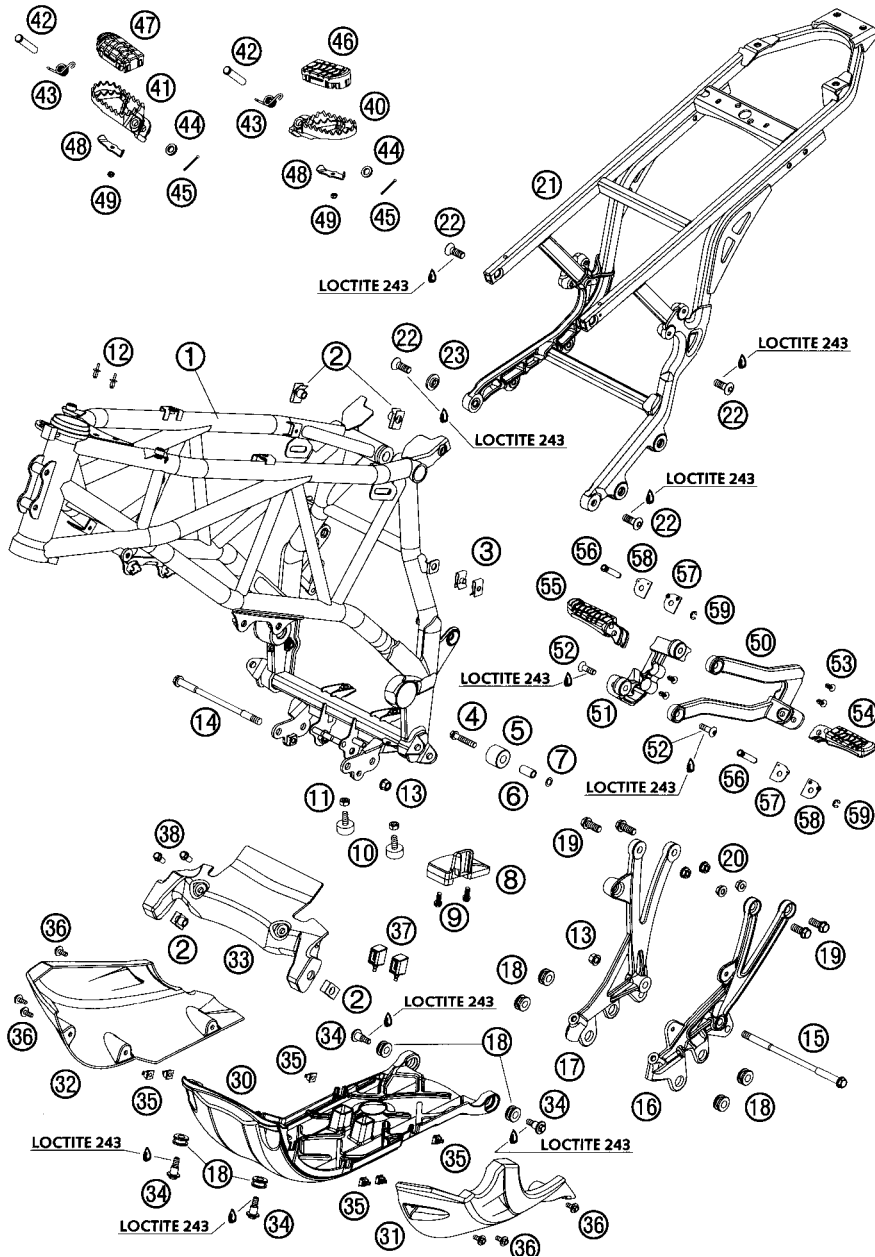 42 47 42 46
43 41 43 40
44 44
48 48
45 45
49 49
21
22
LOCTITE 243
12 1 2 22 23
LOCTITE 243
22
LOCTITE 243
LOCTITE 243
22
3
56 58 57
55 59
50
52 53
LOCTITE 243
51 54
14
4 5 7
52
6
56 57 58 59
LOCTITE 243
11 13
10
38 19
8 20
9
36 37
2 33 13 19
18
2
LOCTITE 243
34
36 18 15
32 30 35 17
35 16 18
34
LOCTITE 243
LOCTITE 243
35
18
34 35
34 31 36
LOCTITE 243
36